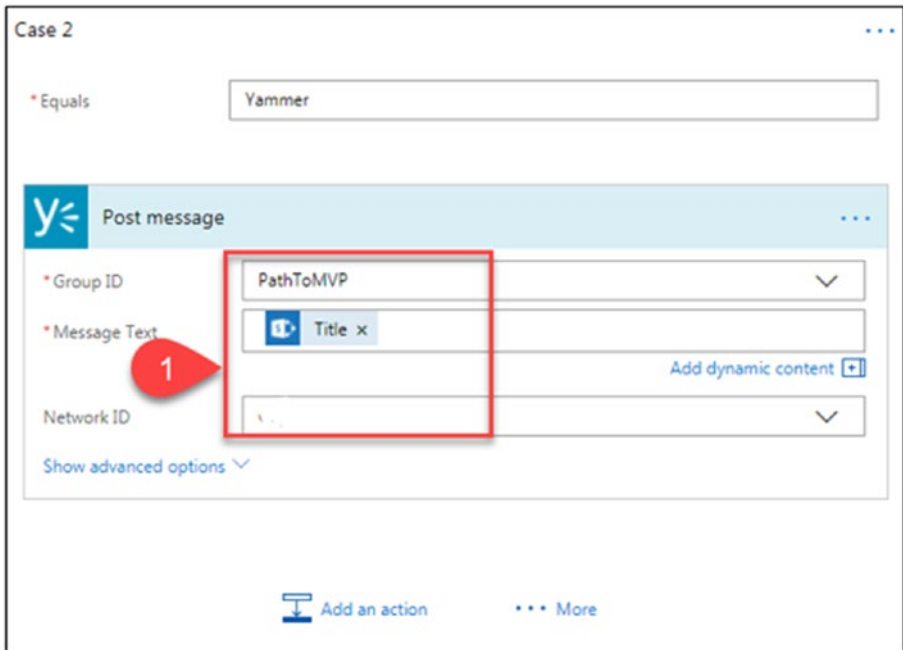 Case 2
* Equals Yammer
Post message
* Group ID PathToMVP
* Message Text Title ×
1
Add dynamic content
Network ID
Show advanced options
Add an action ... More